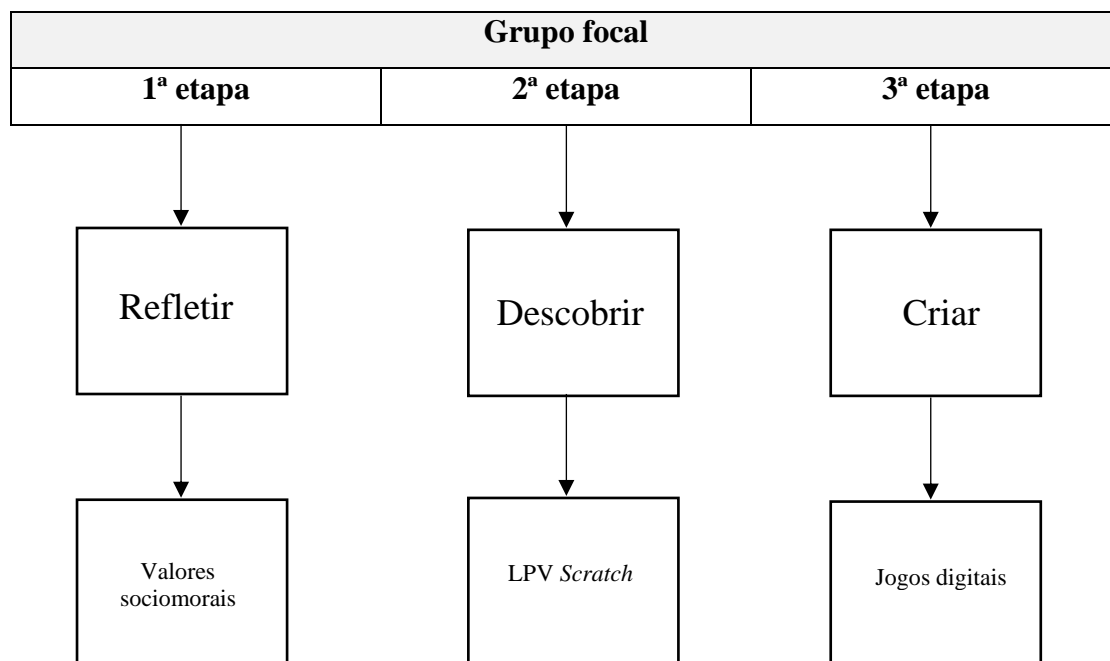 Grupo focal
1ª etapa 2ª etapa 3ª etapa
Refletir Descobrir Criar
Valores
sociomorais
LPV Scratch
Jogos digitais